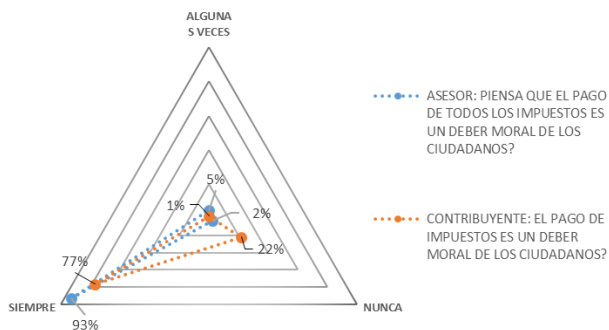 ALGUNA
S VECES
5%
1%
2%
22%
77%
SIEMPRE
NUNCA
93%
ASESOR: PIENSA QUE EL PAGO
DE TODOS LOS IMPUESTOS ES
UN DEBER MORAL DE LOS
CIUDADANOS?
CONTRIBUYENTE: EL PAGO DE
IMPUESTOS ES UN DEBER
MORAL DE LOS CIUDADANOS?